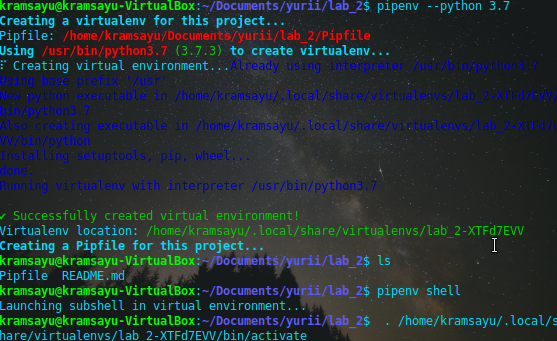 kramsayu@kramsayu-VirtualBox:~/Documents/yurii/lab_2$ pipenv --python 3.7
Creating a virtualenv for this project...
Pipfile: /home/kramsayu/Documents/yurii/lab_2/Pipfile
Using /usr/bin/python3.7 (3.7.3) to create virtualenv...
⠏ Creating virtual environment...Already using interpreter /usr/bin/python3.7
Using base prefix '/usr'
New python executable in /home/kramsayu/.local/share/virtualenvs/lab_2-XTFd7EVV/
bin/python3.7
Also creating executable in /home/kramsayu/.local/share/virtualenvs/lab_2-XTFd7E
VV/bin/python
Installing setuptools, pip, wheel...
done.
Running virtualenv with interpreter /usr/bin/python3.7
✔ Successfully created virtual environment!
Virtualenv location: /home/kramsayu/.local/share/virtualenvs/lab_2-XTFd7EVV
Creating a Pipfile for this project...
kramsayu@kramsayu-VirtualBox:~/Documents/yurii/lab_2$ ls
Pipfile  README.md
kramsayu@kramsayu-VirtualBox:~/Documents/yurii/lab_2$ pipenv shell
Launching subshell in virtual environment...
kramsayu@kramsayu-VirtualBox:~/Documents/yurii/lab_2$  . /home/kramsayu/.local/s
hare/virtualenvs/lab_2-XTFd7EVV/bin/activate